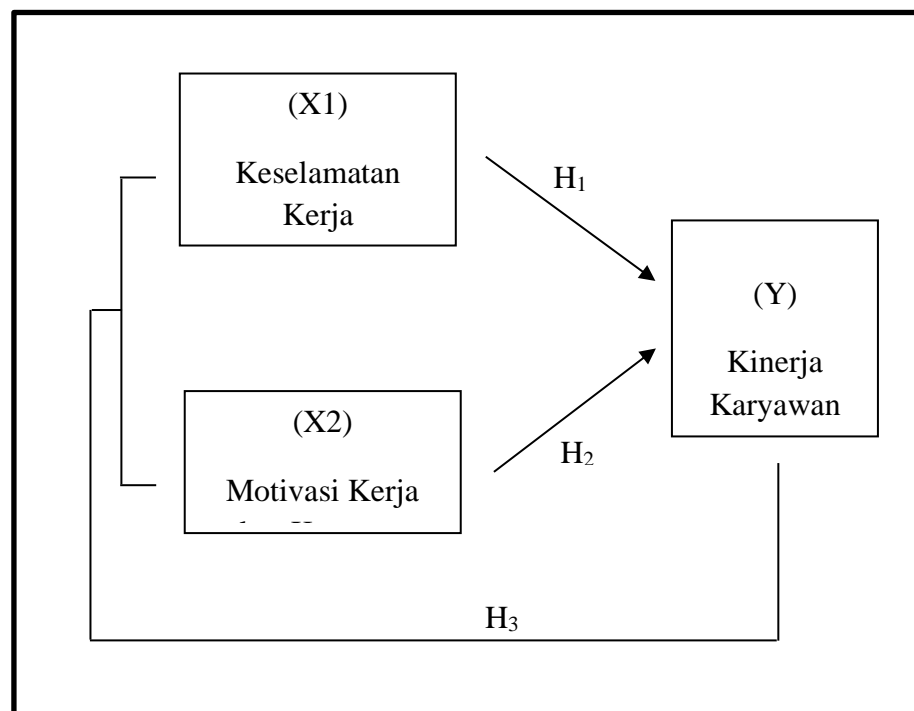 (X1)
Keselamatan
Kerja
H₁
(Y)
Kinerja
Karyawan
(X2)
Motivasi Kerja
H₂
H₃